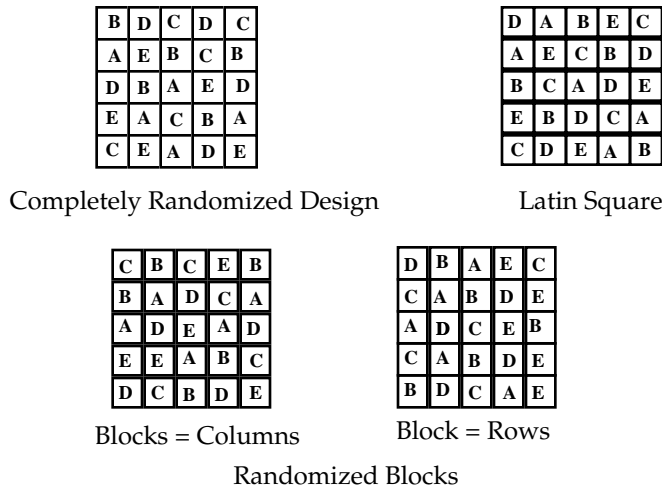 B D C D C
A E B C B
D B A E D
E A C B A
C E A D E
Completely Randomized Design
D A B E C
A E C B D
B C A D E
E B D C A
C D E A B
Latin Square
C B C E B
B A D C A
A D E A D
E E A B C
D C B D E
Blocks = Columns
D B A E C
C A B D E
A D C E B
C A B D E
B D C A E
Block = Rows
Randomized Blocks